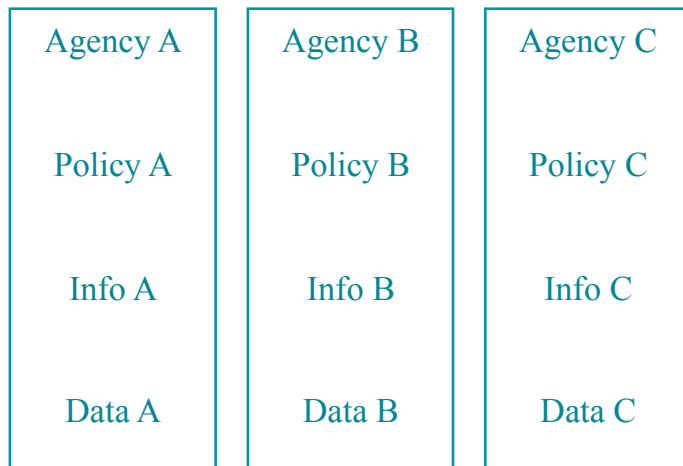 Agency A
Policy A
Info A
Data A
Agency B
Policy B
Info B
Data B
Agency C
Policy C
Info C
Data C